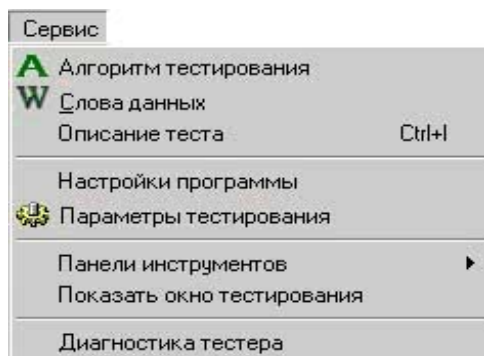 Сервис
Алгоритм тестирования
Слова данных
Описание теста Ctrl+I
Настройки программы
Параметры тестирования
Панели инструментов
Показать окно тестирования
Диагностика тестера